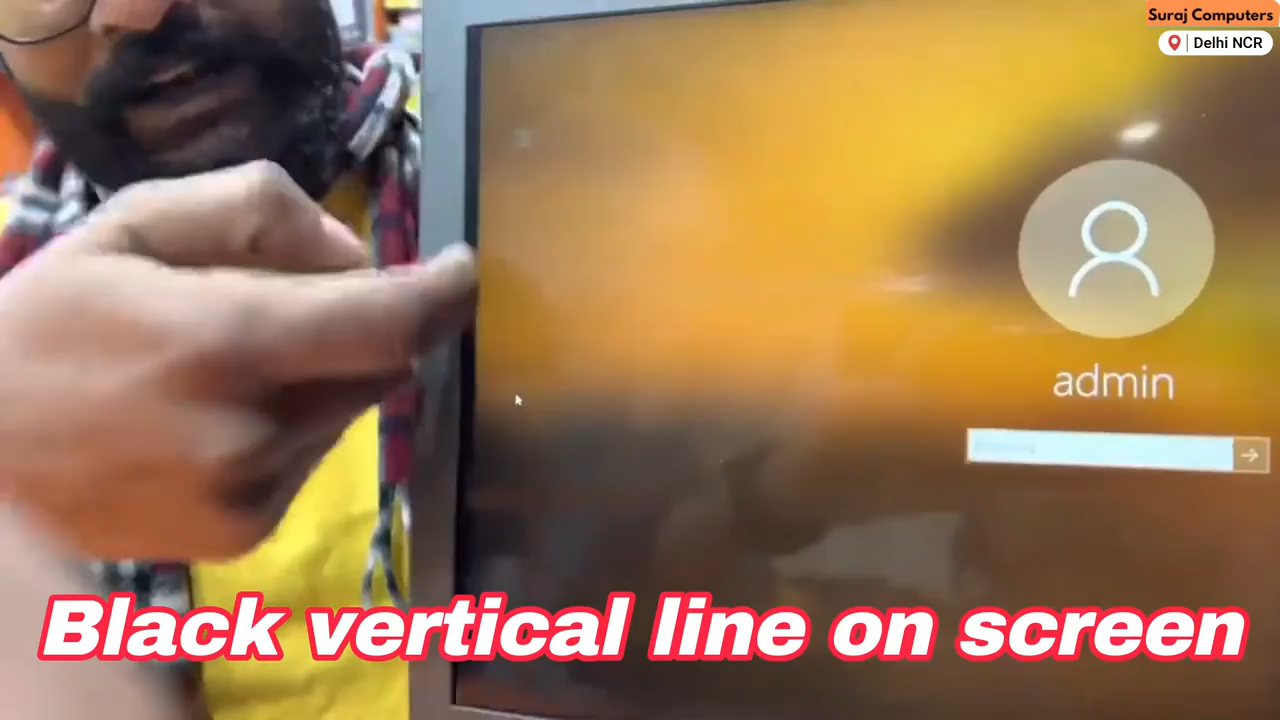 Suraj Computers
Delhi NCR
admin
Black vertical line on screen